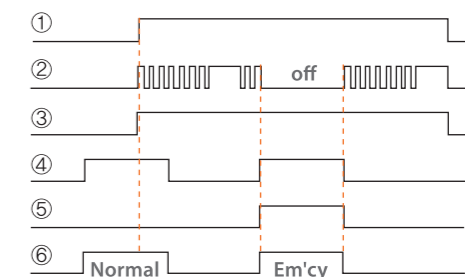 ①
② off
③
④
⑤
⑥ Normal Em'cy